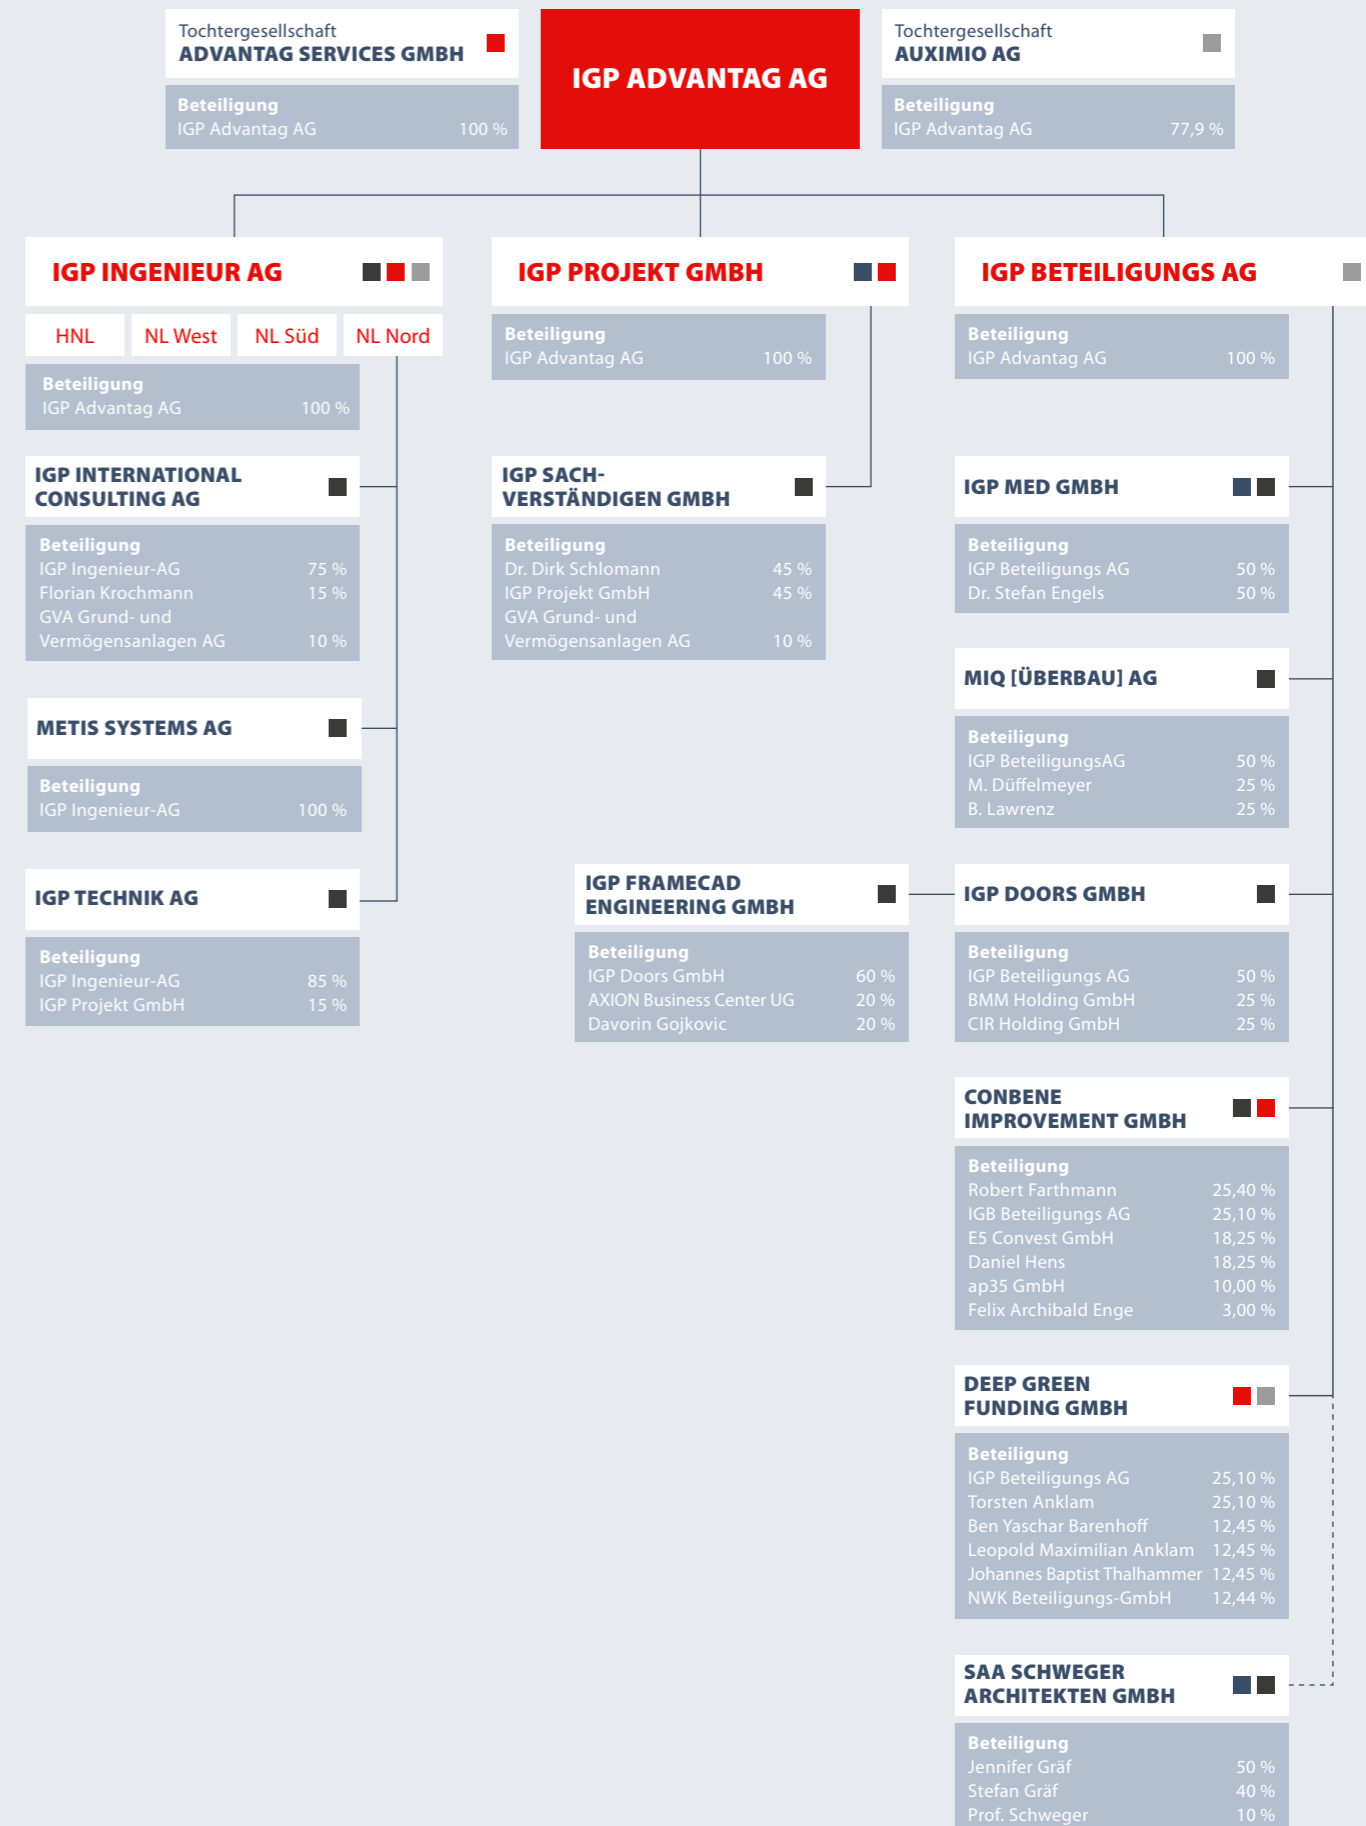 Tochtergesellschaft
ADVANTAG SERVICES GMBH
Beteiligung
IGP Advantag AG 100 %
IGP ADVANTAG AG
Tochtergesellschaft
AUXIMIO AG
Beteiligung
IGP Advantag AG 77,9 %
IGP INGENIEUR AG
HNL NL West NL Süd NL Nord
Beteiligung
IGP Advantag AG 100 %
IGP INTERNATIONAL
CONSULTING AG
Beteiligung
IGP Ingenieur-AG 75 %
Florian Krochmann 15 %
GVA Grund- und
Vermögensanlagen AG 10 %
METIS SYSTEMS AG
Beteiligung
IGP Ingenieur-AG 100 %
IGP TECHNIK AG
Beteiligung
IGP Ingenieur-AG 85 %
IGP Projekt GmbH 15 %
IGP PROJEKT GMBH
Beteiligung
IGP Advantag AG 100 %
IGP SACH-
VERSTÄNDIGEN GMBH
Beteiligung
Dr. Dirk Schlomann 45 %
IGP Projekt GmbH 45 %
GVA Grund- und
Vermögensanlagen AG 10 %
IGP FRAMECAD
ENGINEERING GMBH
Beteiligung
IGP Doors GmbH 60 %
AXION Business Center UG 20 %
Davorin Gojkovic 20 %
IGP BETEILIGUNGS AG
Beteiligung
IGP Advantag AG 100 %
IGP MED GMBH
Beteiligung
IGP Beteiligungs AG 50 %
Dr. Stefan Engels 50 %
MIQ [ÜBERBAU] AG
Beteiligung
IGP BeteiligungsAG 50 %
M. Düffelmeyer 25 %
B. Lawrenz 25 %
IGP DOORS GMBH
Beteiligung
IGP Beteiligungs AG 50 %
BMM Holding GmbH 25 %
CIR Holding GmbH 25 %
CONBENE
IMPROVEMENT GMBH
Beteiligung
Robert Farthmann 25,40 %
IGB Beteiligungs AG 25,10 %
E5 Convest GmbH 18,25 %
Daniel Hens 18,25 %
ap35 GmbH 10,00 %
Felix Archibald Enge 3,00 %
DEEP GREEN
FUNDING GMBH
Beteiligung
IGP Beteiligungs AG 25,10 %
Torsten Anklam 25,10 %
Ben Yaschar Barenhoff 12,45 %
Leopold Maximilian Anklam 12,45 %
Johannes Baptist Thalhammer 12,45 %
NWK Beteiligungs-GmbH 12,44 %
SAA SCHWEGER
ARCHITEKTEN GMBH
Beteiligung
Jennifer Gräf 50 %
Stefan Gräf 40 %
Prof. Schweger 10 %